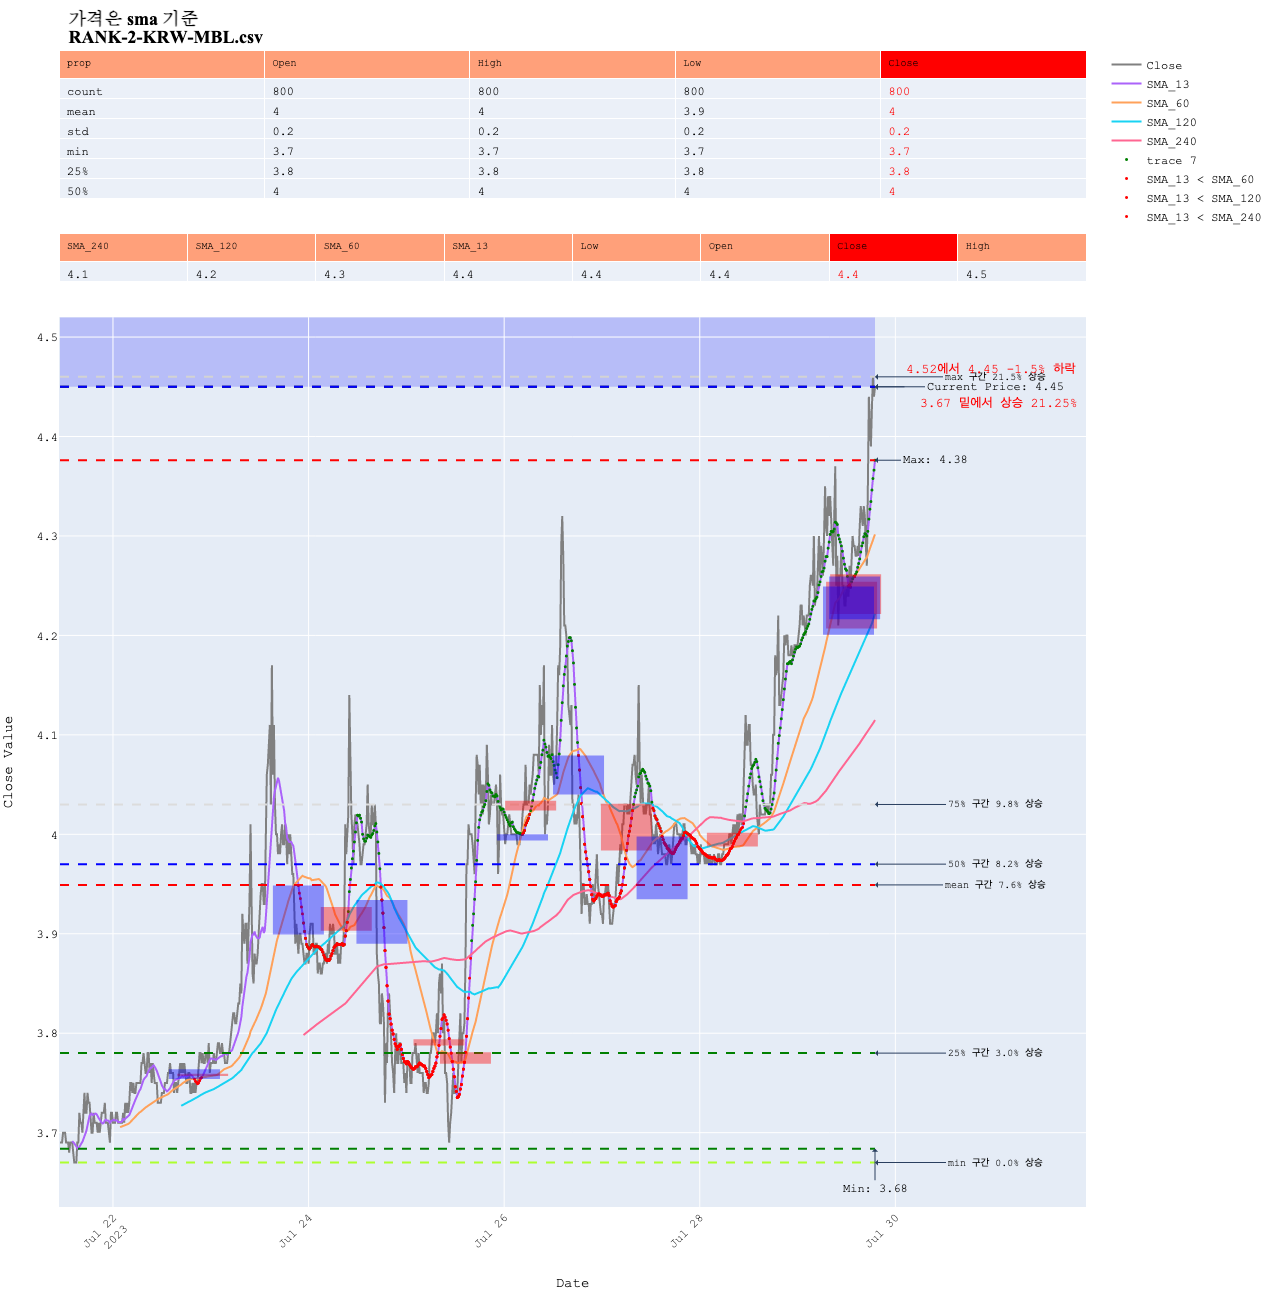 가격은 sma 기준
RANK-2-KRW-MBL.csv
prop Open High Low Close
count 800 800 800 800
mean 4 4 3.9 4
std 0.2 0.2 0.2 0.2
min 3.7 3.7 3.7 3.7
25% 3.8 3.8 3.8 3.8
50% 4 4 4 4
SMA_240 SMA_120 SMA_60 SMA_13 Low Open Close High
4.1 4.2 4.3 4.4 4.4 4.4 4.4 4.5
Close
SMA_13
SMA_60
SMA_120
SMA_240
trace 7
SMA_13 < SMA_60
SMA_13 < SMA_120
SMA_13 < SMA_240
4.5
4.4
4.3
4.2
4.1
4
3.9
3.8
3.7
Close Value
4.52에서 4.45 -1.5% 하락
max 구간 21.5% 상승
Current Price: 4.45
3.67 밑에서 상승 21.25%
Max: 4.38
75% 구간 9.8% 상승
50% 구간 8.2% 상승
mean 구간 7.6% 상승
25% 구간 3.0% 상승
min 구간 0.0% 상승
Min: 3.68
Jul 22
2023
Jul 24
Jul 26
Jul 28
Jul 30
Date